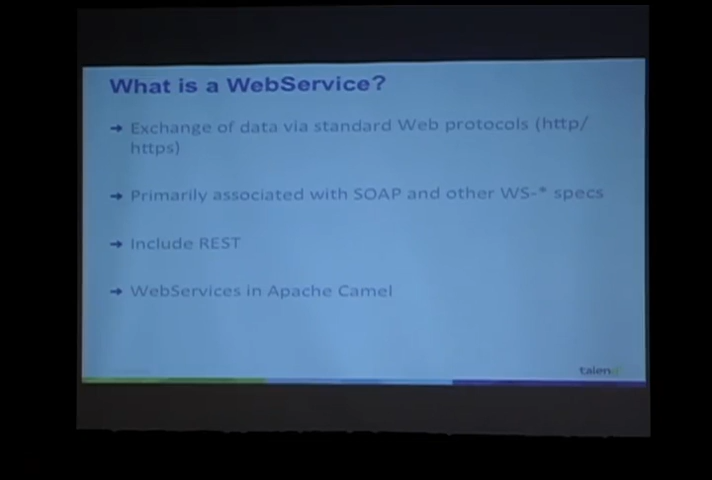 What is a WebService?
→ Exchange of data via standard Web protocols (http/
https)
→ Primarily associated with SOAP and other WS-* specs
→ Include REST
→ WebServices in Apache Camel
talend